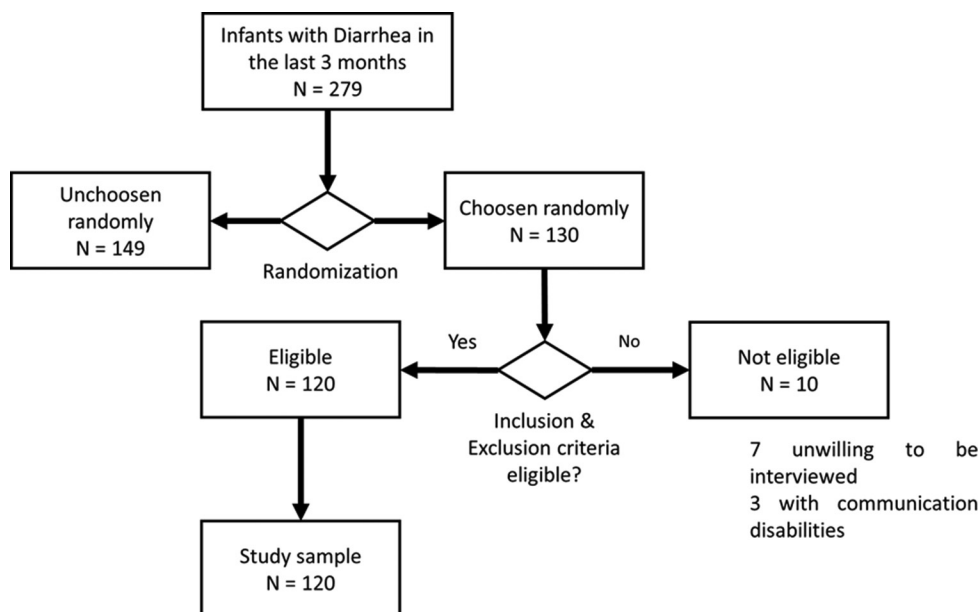 Infants with Diarrhea in
the last 3 months
N = 279
Unchoosen
randomly
N = 149
Randomization
Choosen randomly
N = 130
Yes
No
Eligible
N = 120
Inclusion &
Exclusion criteria
eligible?
Not eligible
N = 10
7 unwilling to be
interviewed
3 with communication
disabilities
Study sample
N = 120